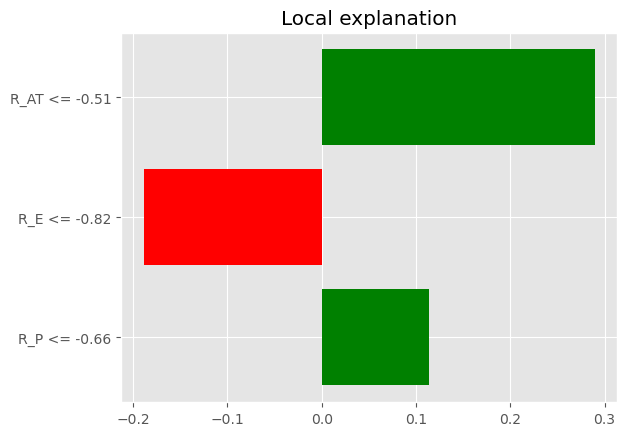 Local explanation
R_AT <= -0.51
R_E <= -0.82
R_P <= -0.66
−0.2 −0.1 0.0 0.1 0.2 0.3